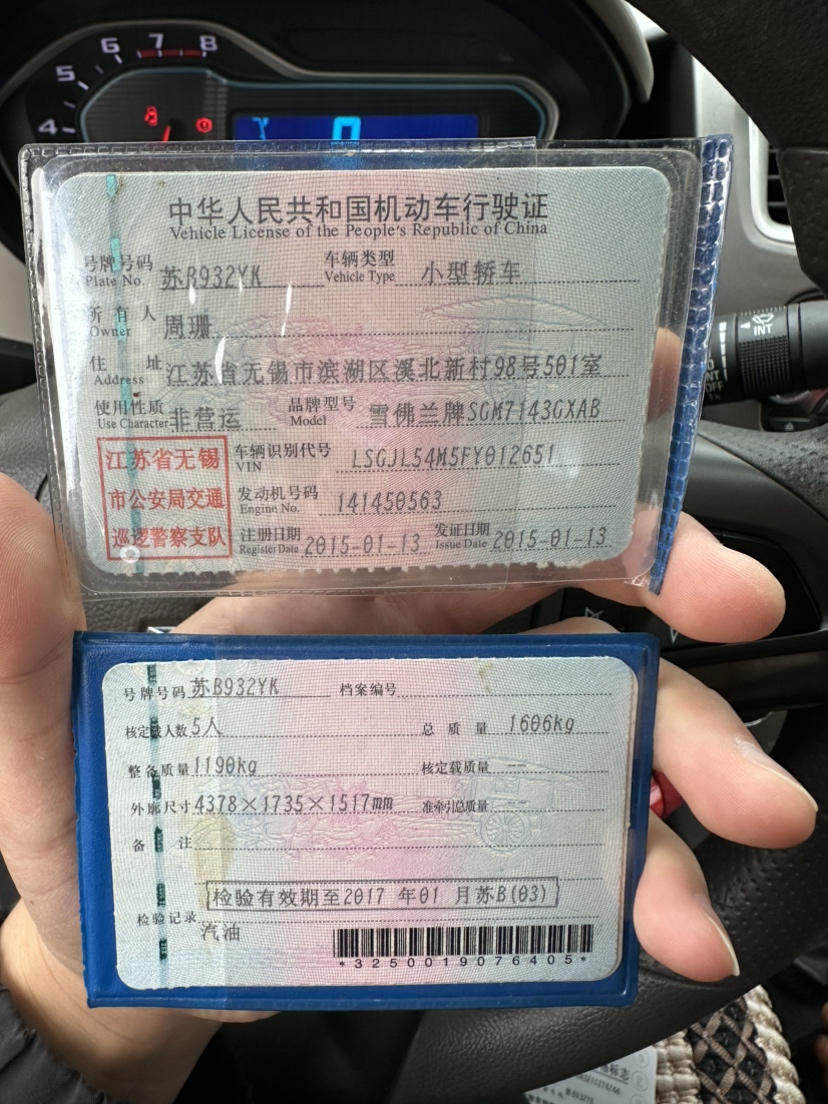 4 5 6 7 8
0
中华人民共和国机动车行驶证
Vehicle License of the People's Republic of China
号牌号码 Plate No. 苏B932YK 车辆类型 Vehicle Type 小型轿车
所有人 Owner 周珊
住址 Address 江苏省无锡市滨湖区溪北新村98号501室
使用性质 Use Character 非营运 品牌型号 Model 雪佛兰牌SGM7143GXAB
江苏省无锡
市公安局交通
巡逻警察支队
车辆识别代号 VIN LSGJL54M5FY012651
发动机号码 Engine No. 141450563
注册日期 Register Date 2015-01-13 发证日期 Issue Date 2015-01-13
INT
OFF
号牌号码 苏B932YK 档案编号
核定载人数 5人 总质量 1606kg
整备质量 1190kg 核定载质量 --
外廓尺寸 4378×1735×1517mm 准牵引总质量 --
备注
检验有效期至2017 年01 月苏B(03)
检验记录
汽油
*3250019076405*